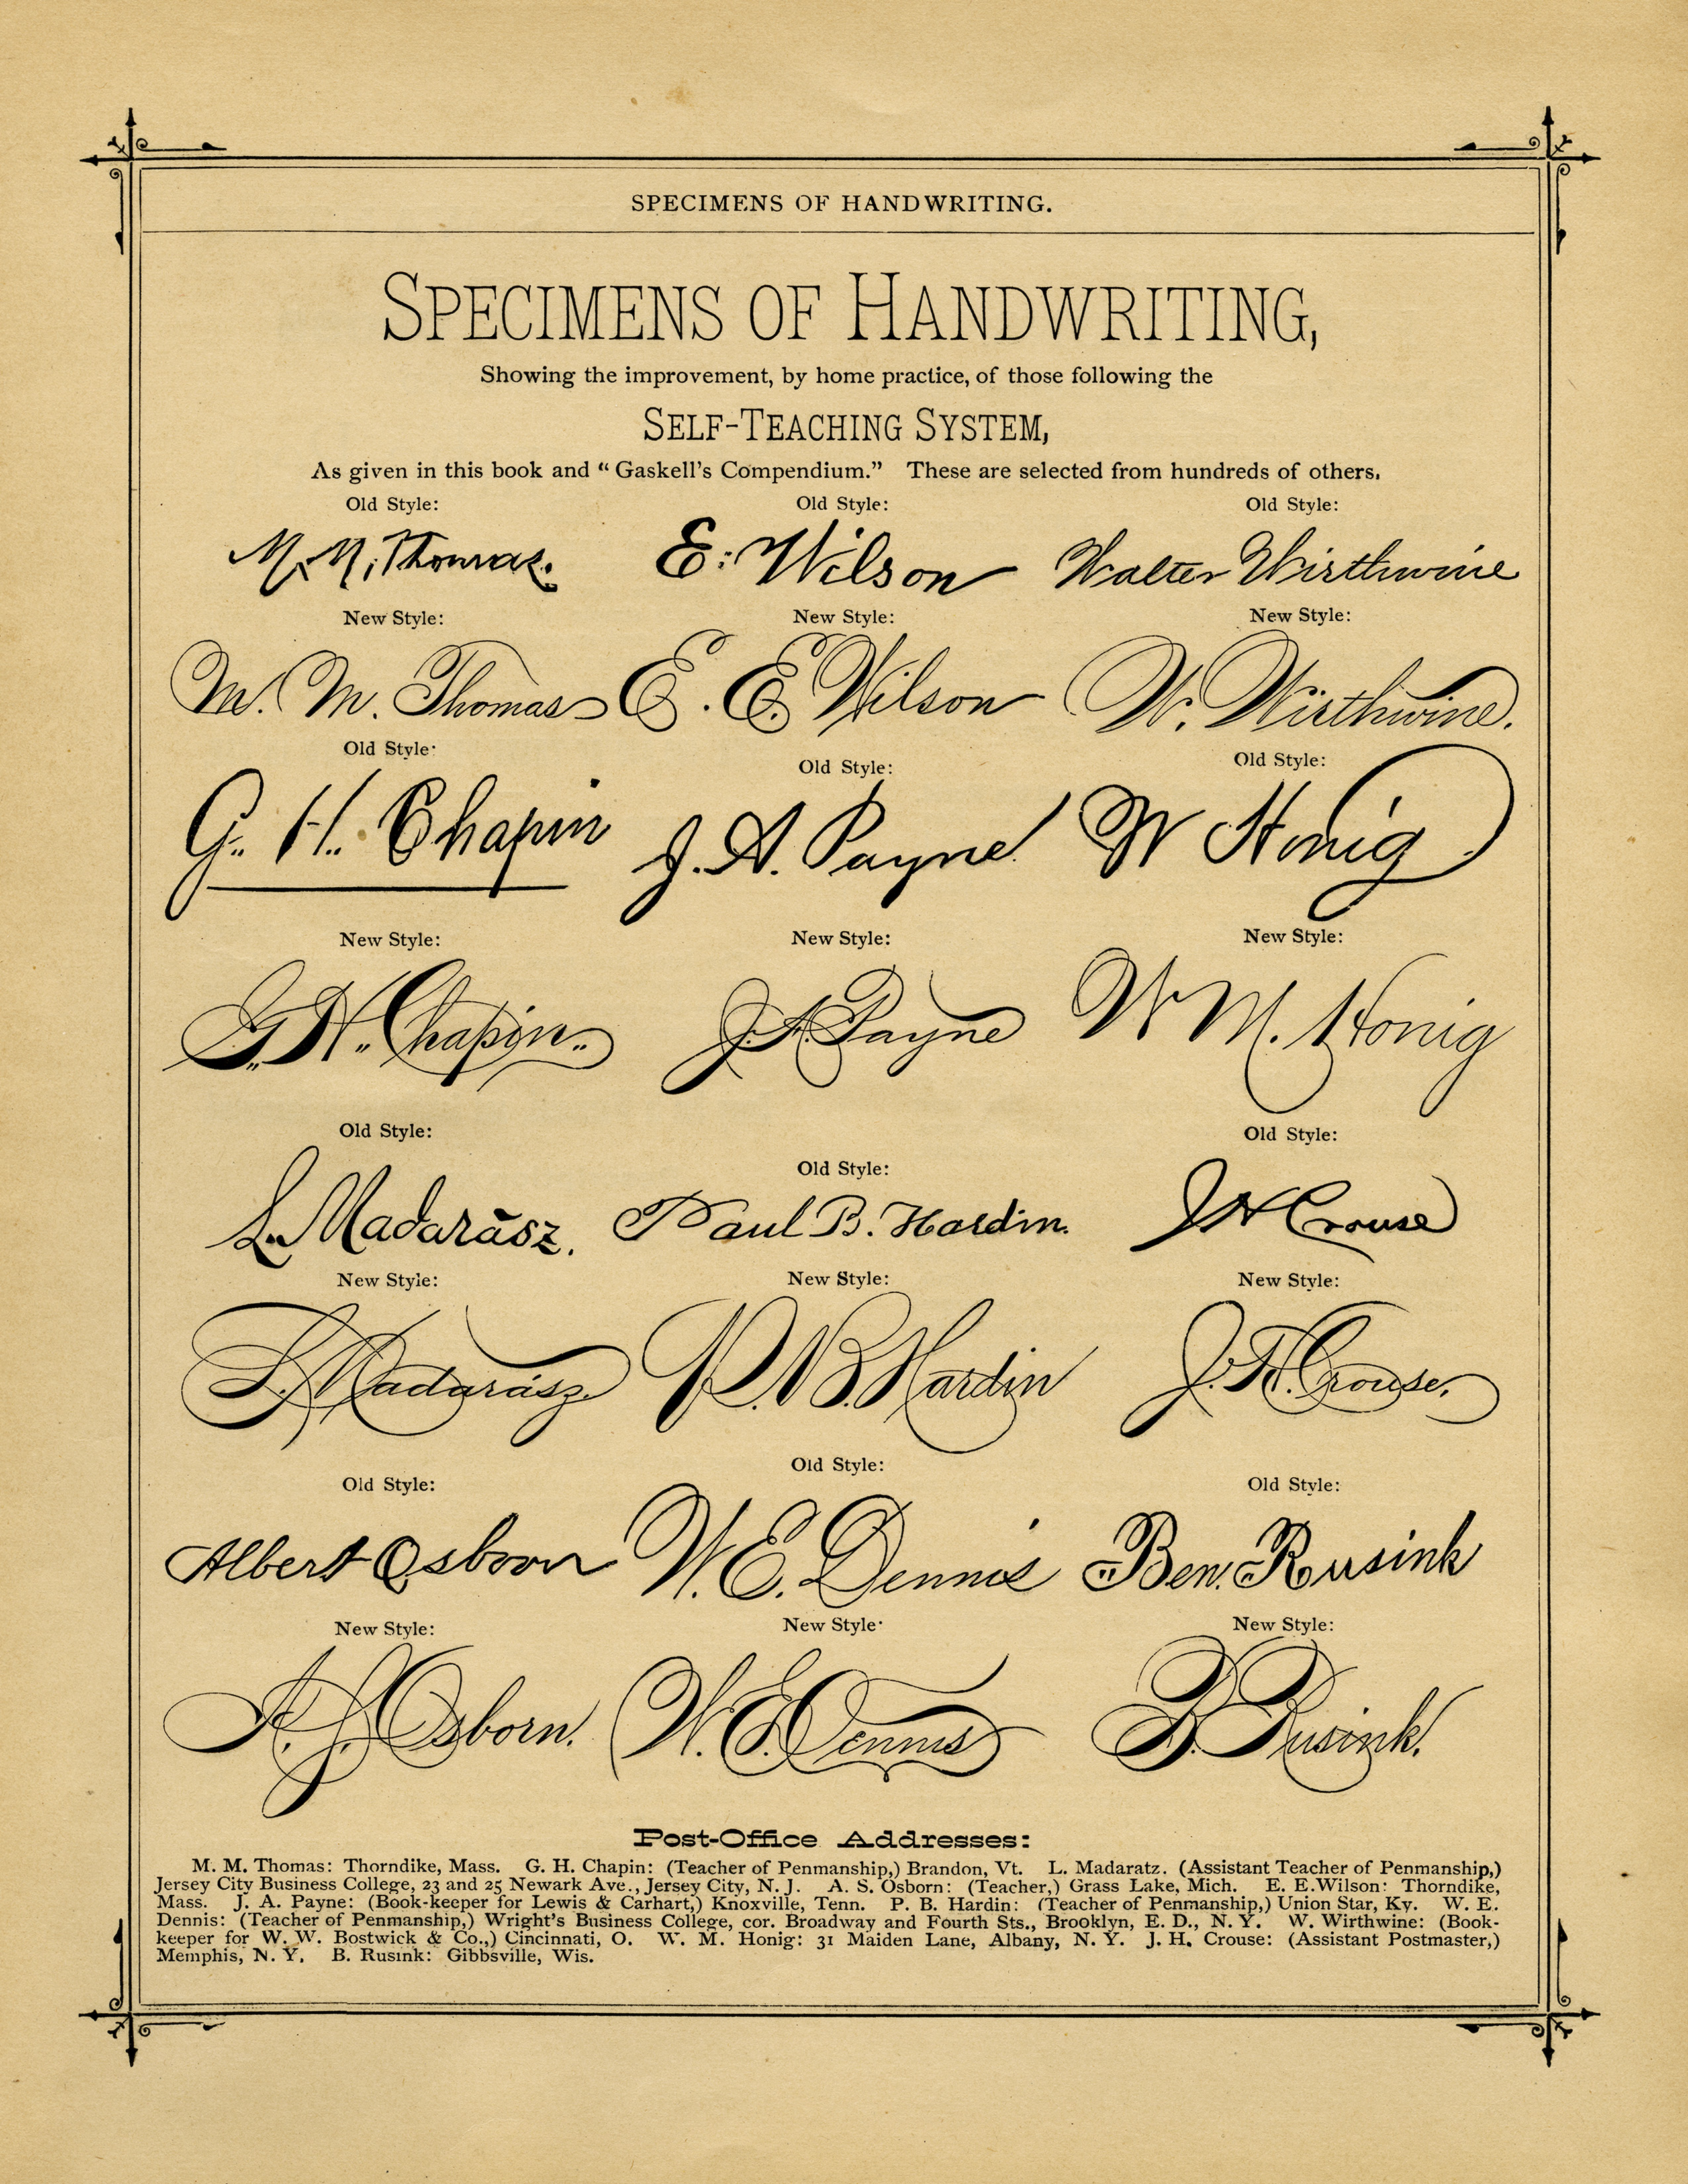 SPECIMENS OF HANDWRITING.
SPECIMENS OF HANDWRITING,
Showing the improvement, by home practice, of those following the
SELF-TEACHING SYSTEM,
As given in this book and “Gaskell’s Compendium.” These are selected from hundreds of others.
Old Style: Old Style: Old Style:
M. M. Thomas. E. Wilson Walter Wirthwine
New Style: New Style: New Style:
M. M. Thomas E. E. Wilson W. Wirthwine.
Old Style: Old Style: Old Style:
G. H. Chapin J. A. Payne W Honig
New Style: New Style: New Style:
G. H. Chapin. J. A. Payne W M. Honig
Old Style: Old Style: Old Style:
L. Madarász. Paul B. Hardin. J H Crouse
New Style: New Style: New Style:
L. Madarász. P. B. Hardin J. H. Crouse.
Old Style: Old Style: Old Style:
Albert Osborn W. E. Dennis Ben. Rusink
New Style: New Style: New Style:
A. S. Osborn. W. E. Dennis B. Rusink.
Post-Office Addresses:
M. M. Thomas: Thorndike, Mass. G. H. Chapin: (Teacher of Penmanship,) Brandon, Vt. L. Madaratz. (Assistant Teacher of Penmanship,)
Jersey City Business College, 23 and 25 Newark Ave., Jersey City, N. J. A. S. Osborn: (Teacher,) Grass Lake, Mich. E. E. Wilson: Thorndike,
Mass. J. A. Payne: (Book-keeper for Lewis & Carhart,) Knoxville, Tenn. P. B. Hardin: (Teacher of Penmanship,) Union Star, Ky. W. E.
Dennis: (Teacher of Penmanship,) Wright’s Business College, cor. Broadway and Fourth Sts., Brooklyn, E. D., N. Y. W. Wirthwine: (Book-
keeper for W. W. Bostwick & Co.,) Cincinnati, O. W. M. Honig: 31 Maiden Lane, Albany, N. Y. J. H. Crouse: (Assistant Postmaster,)
Memphis, N. Y. B. Rusink: Gibbsville, Wis.